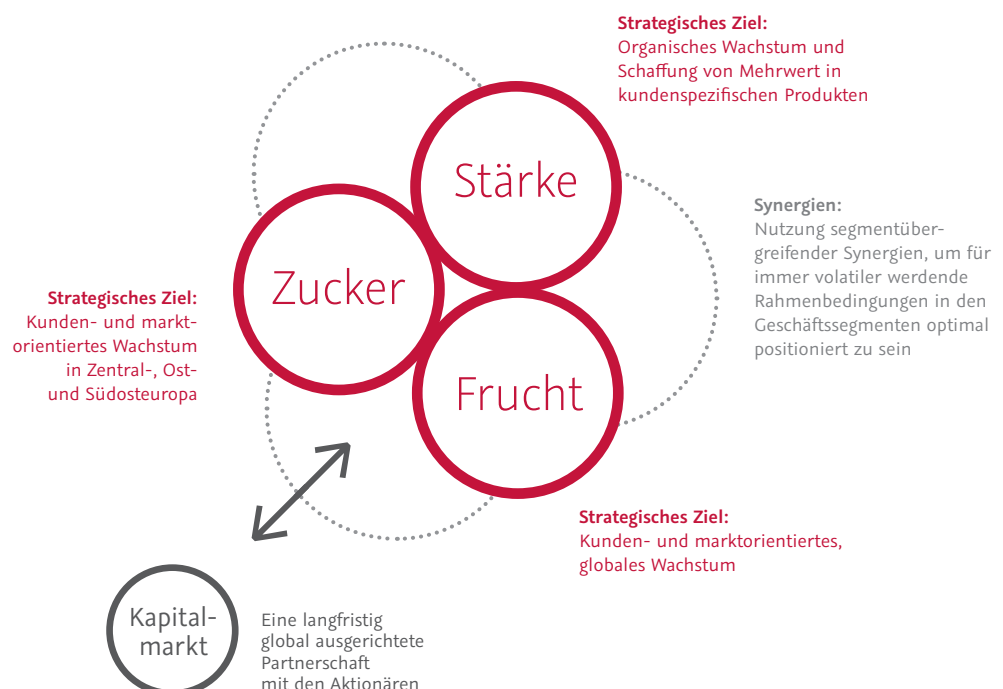 Strategisches Ziel:
Organisches Wachstum und
Schaffung von Mehrwert in
kundenspezifischen Produkten
Stärke
Synergien:
Nutzung segmentüber-
greifender Synergien, um für
immer volatiler werdende
Rahmenbedingungen in den
Geschäftssegmenten optimal
positioniert zu sein
Zucker
Strategisches Ziel:
Kunden- und markt-
orientiertes Wachstum
in Zentral-, Ost-
und Südosteuropa
Frucht
Strategisches Ziel:
Kunden- und marktorientiertes,
globales Wachstum
Kapital-
markt
Eine langfristig
global ausgerichtete
Partnerschaft
mit den Aktionären